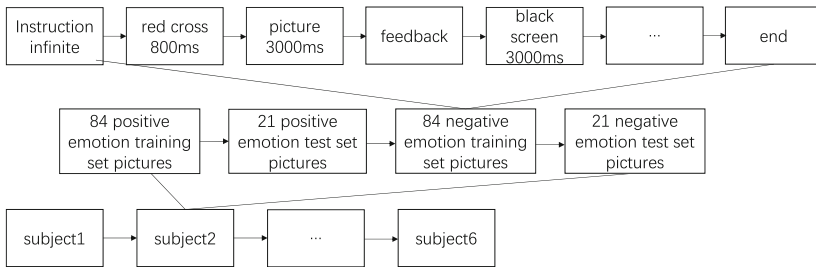 Instruction
infinite
red cross
800ms
picture
3000ms
feedback
black
screen
3000ms
...
end
84 positive
emotion training
set pictures
21 positive
emotion test set
pictures
84 negative
emotion training
set pictures
21 negative
emotion test set
pictures
subject1
subject2
...
subject6